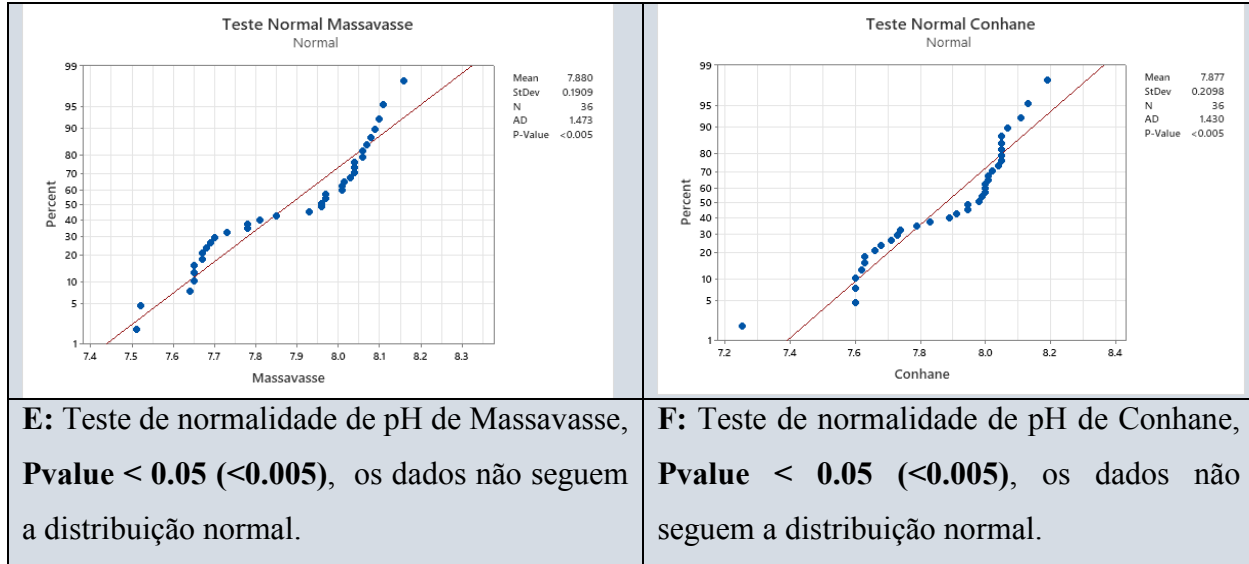 Teste Normal Massavasse
Normal
99
95
90
80
70
60
50
40
30
20
10
5
1
Percent
7.4 7.5 7.6 7.7 7.8 7.9 8.0 8.1 8.2 8.3
Massavasse
Mean 7.880
StDev 0.1909
N 36
AD 1.473
P-Value <0.005
Teste Normal Conhane
Normal
99
95
90
80
70
60
50
40
30
20
10
5
1
Percent
7.2 7.4 7.6 7.8 8.0 8.2 8.4
Conhane
Mean 7.877
StDev 0.2098
N 36
AD 1.430
P-Value <0.005
E: Teste de normalidade de pH de Massavasse,
Pvalue < 0.05 (<0.005), os dados não seguem
a distribuição normal.
F: Teste de normalidade de pH de Conhane,
Pvalue < 0.05 (<0.005), os dados não
seguem a distribuição normal.